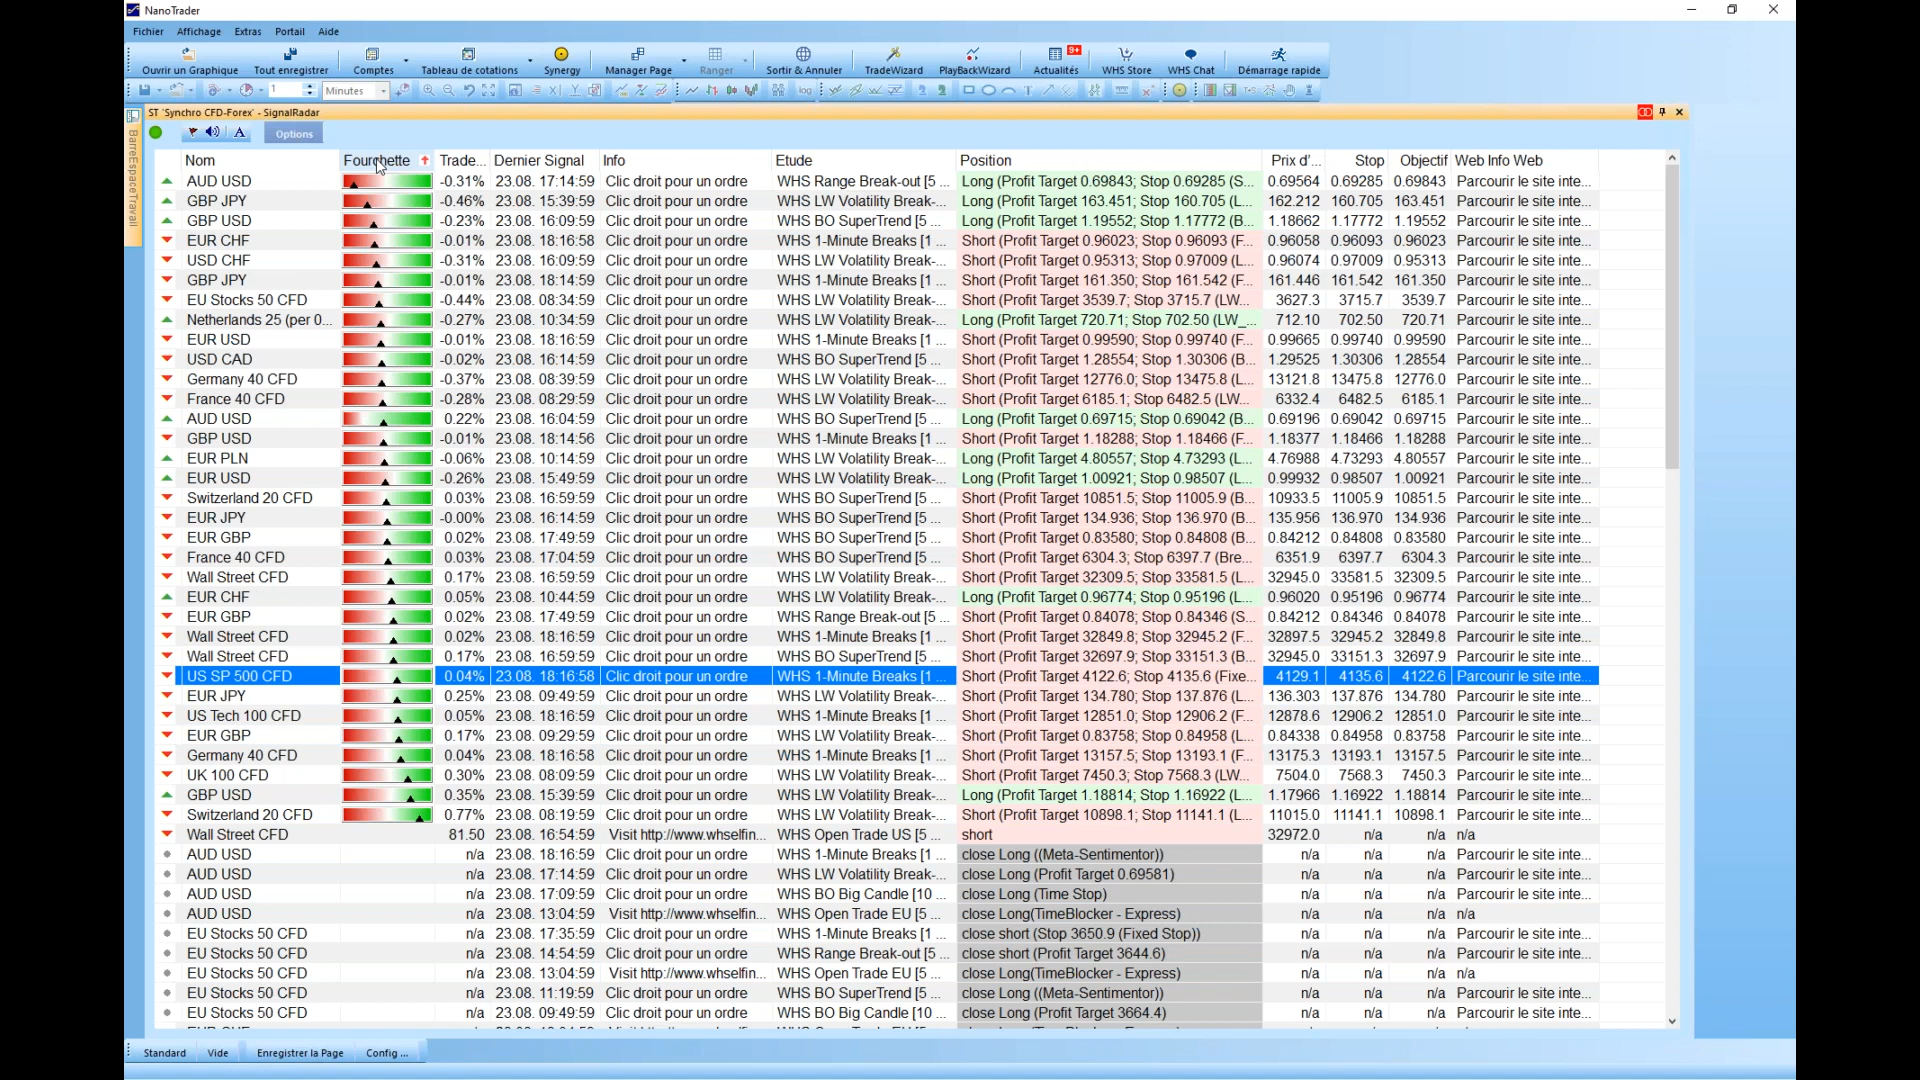 NanoTrader
Fichier Affichage Extras Portail Aide
Ouvrir un Graphique Tout enregistrer Comptes Tableau de cotations Synergy Manager Page Ranger Sortir & Annuler TradeWizard PlayBackWizard Actualités 9+ WHS Store WHS Chat Démarrage rapide
1 Minutes log
ST 'Synchro CFD-Forex' - SignalRadar
BarreEspaceTravail
A Options
Nom Fourchette Trade... Dernier Signal Info Etude Position Prix d'... Stop Objectif Web Info Web
AUD USD -0.31% 23.08. 17:14:59 Clic droit pour un ordre WHS Range Break-out [5 ... Long (Profit Target 0.69843; Stop 0.69285 (S... 0.69564 0.69285 0.69843 Parcourir le site inte...
GBP JPY -0.46% 23.08. 15:39:59 Clic droit pour un ordre WHS LW Volatility Break-... Long (Profit Target 163.451; Stop 160.705 (L... 162.212 160.705 163.451 Parcourir le site inte...
GBP USD -0.23% 23.08. 16:09:59 Clic droit pour un ordre WHS BO SuperTrend [5 ... Long (Profit Target 1.19552; Stop 1.17772 (B... 1.18662 1.17772 1.19552 Parcourir le site inte...
EUR CHF -0.01% 23.08. 18:16:58 Clic droit pour un ordre WHS 1-Minute Breaks [1 ... Short (Profit Target 0.96023; Stop 0.96093 (F... 0.96058 0.96093 0.96023 Parcourir le site inte...
USD CHF -0.31% 23.08. 16:09:59 Clic droit pour un ordre WHS LW Volatility Break-... Short (Profit Target 0.95313; Stop 0.97009 (L... 0.96074 0.97009 0.95313 Parcourir le site inte...
GBP JPY -0.01% 23.08. 18:14:59 Clic droit pour un ordre WHS 1-Minute Breaks [1 ... Short (Profit Target 161.350; Stop 161.542 (F... 161.446 161.542 161.350 Parcourir le site inte...
EU Stocks 50 CFD -0.44% 23.08. 08:34:59 Clic droit pour un ordre WHS LW Volatility Break-... Short (Profit Target 3539.7; Stop 3715.7 (LW... 3627.3 3715.7 3539.7 Parcourir le site inte...
Netherlands 25 (per 0... -0.27% 23.08. 10:34:59 Clic droit pour un ordre WHS LW Volatility Break-... Long (Profit Target 720.71; Stop 702.50 (LW_... 712.10 702.50 720.71 Parcourir le site inte...
EUR USD -0.01% 23.08. 18:16:59 Clic droit pour un ordre WHS 1-Minute Breaks [1 ... Short (Profit Target 0.99590; Stop 0.99740 (F... 0.99665 0.99740 0.99590 Parcourir le site inte...
USD CAD -0.02% 23.08. 16:14:59 Clic droit pour un ordre WHS BO SuperTrend [5 ... Short (Profit Target 1.28554; Stop 1.30306 (B... 1.29525 1.30306 1.28554 Parcourir le site inte...
Germany 40 CFD -0.37% 23.08. 08:39:59 Clic droit pour un ordre WHS LW Volatility Break-... Short (Profit Target 12776.0; Stop 13475.8 (L... 13121.8 13475.8 12776.0 Parcourir le site inte...
France 40 CFD -0.28% 23.08. 08:29:59 Clic droit pour un ordre WHS LW Volatility Break-... Short (Profit Target 6185.1; Stop 6482.5 (LW... 6332.4 6482.5 6185.1 Parcourir le site inte...
AUD USD 0.22% 23.08. 16:04:59 Clic droit pour un ordre WHS BO SuperTrend [5 ... Long (Profit Target 0.69715; Stop 0.69042 (B... 0.69196 0.69042 0.69715 Parcourir le site inte...
GBP USD -0.01% 23.08. 18:14:56 Clic droit pour un ordre WHS 1-Minute Breaks [1 ... Short (Profit Target 1.18288; Stop 1.18466 (F... 1.18377 1.18466 1.18288 Parcourir le site inte...
EUR PLN -0.06% 23.08. 10:14:59 Clic droit pour un ordre WHS LW Volatility Break-... Long (Profit Target 4.80557; Stop 4.73293 (L... 4.76988 4.73293 4.80557 Parcourir le site inte...
EUR USD -0.26% 23.08. 15:49:59 Clic droit pour un ordre WHS LW Volatility Break-... Long (Profit Target 1.00921; Stop 0.98507 (L... 0.99932 0.98507 1.00921 Parcourir le site inte...
Switzerland 20 CFD 0.03% 23.08. 16:59:59 Clic droit pour un ordre WHS BO SuperTrend [5 ... Short (Profit Target 10851.5; Stop 11005.9 (B... 10933.5 11005.9 10851.5 Parcourir le site inte...
EUR JPY -0.00% 23.08. 16:14:59 Clic droit pour un ordre WHS BO SuperTrend [5 ... Short (Profit Target 134.936; Stop 136.970 (B... 135.956 136.970 134.936 Parcourir le site inte...
EUR GBP 0.02% 23.08. 17:49:59 Clic droit pour un ordre WHS BO SuperTrend [5 ... Short (Profit Target 0.83580; Stop 0.84808 (B... 0.84212 0.84808 0.83580 Parcourir le site inte...
France 40 CFD 0.03% 23.08. 17:04:59 Clic droit pour un ordre WHS BO SuperTrend [5 ... Short (Profit Target 6304.3; Stop 6397.7 (Bre... 6351.9 6397.7 6304.3 Parcourir le site inte...
Wall Street CFD 0.17% 23.08. 16:59:59 Clic droit pour un ordre WHS LW Volatility Break-... Short (Profit Target 32309.5; Stop 33581.5 (L... 32945.0 33581.5 32309.5 Parcourir le site inte...
EUR CHF 0.05% 23.08. 10:44:59 Clic droit pour un ordre WHS LW Volatility Break-... Long (Profit Target 0.96774; Stop 0.95196 (L... 0.96020 0.95196 0.96774 Parcourir le site inte...
EUR GBP 0.02% 23.08. 17:49:59 Clic droit pour un ordre WHS Range Break-out [5 ... Short (Profit Target 0.84078; Stop 0.84346 (S... 0.84212 0.84346 0.84078 Parcourir le site inte...
Wall Street CFD 0.02% 23.08. 18:16:59 Clic droit pour un ordre WHS 1-Minute Breaks [1 ... Short (Profit Target 32849.8; Stop 32945.2 (F... 32897.5 32945.2 32849.8 Parcourir le site inte...
Wall Street CFD 0.17% 23.08. 16:59:59 Clic droit pour un ordre WHS BO SuperTrend [5 ... Short (Profit Target 32697.9; Stop 33151.3 (B... 32945.0 33151.3 32697.9 Parcourir le site inte...
US SP 500 CFD 0.04% 23.08. 18:16:58 Clic droit pour un ordre WHS 1-Minute Breaks [1 ... Short (Profit Target 4122.6; Stop 4135.6 (Fixe... 4129.1 4135.6 4122.6 Parcourir le site inte...
EUR JPY 0.25% 23.08. 09:49:59 Clic droit pour un ordre WHS LW Volatility Break-... Short (Profit Target 134.780; Stop 137.876 (L... 136.303 137.876 134.780 Parcourir le site inte...
US Tech 100 CFD 0.05% 23.08. 18:16:59 Clic droit pour un ordre WHS 1-Minute Breaks [1 ... Short (Profit Target 12851.0; Stop 12906.2 (F... 12878.6 12906.2 12851.0 Parcourir le site inte...
EUR GBP 0.17% 23.08. 09:29:59 Clic droit pour un ordre WHS LW Volatility Break-... Short (Profit Target 0.83758; Stop 0.84958 (L... 0.84338 0.84958 0.83758 Parcourir le site inte...
Germany 40 CFD 0.04% 23.08. 18:16:58 Clic droit pour un ordre WHS 1-Minute Breaks [1 ... Short (Profit Target 13157.5; Stop 13193.1 (F... 13175.3 13193.1 13157.5 Parcourir le site inte...
UK 100 CFD 0.30% 23.08. 08:09:59 Clic droit pour un ordre WHS LW Volatility Break-... Short (Profit Target 7450.3; Stop 7568.3 (LW... 7504.0 7568.3 7450.3 Parcourir le site inte...
GBP USD 0.35% 23.08. 15:39:59 Clic droit pour un ordre WHS LW Volatility Break-... Long (Profit Target 1.18814; Stop 1.16922 (L... 1.17966 1.16922 1.18814 Parcourir le site inte...
Switzerland 20 CFD 0.77% 23.08. 08:19:59 Clic droit pour un ordre WHS LW Volatility Break-... Short (Profit Target 10898.1; Stop 11141.1 (L... 11015.0 11141.1 10898.1 Parcourir le site inte...
Wall Street CFD 81.50 23.08. 16:54:59 Visit http://www.whselfin... WHS Open Trade US [5 ... short 32972.0 n/a n/a n/a
AUD USD n/a 23.08. 18:16:59 Clic droit pour un ordre WHS 1-Minute Breaks [1 ... close Long ((Meta-Sentimentor)) n/a n/a n/a Parcourir le site inte...
AUD USD n/a 23.08. 17:14:59 Clic droit pour un ordre WHS LW Volatility Break-... close Long (Profit Target 0.69581) n/a n/a n/a Parcourir le site inte...
AUD USD n/a 23.08. 17:09:59 Clic droit pour un ordre WHS BO Big Candle [10 ... close Long (Time Stop) n/a n/a n/a Parcourir le site inte...
AUD USD n/a 23.08. 13:04:59 Visit http://www.whselfin... WHS Open Trade EU [5 ... close Long(TimeBlocker - Express) n/a n/a n/a n/a
EU Stocks 50 CFD n/a 23.08. 17:35:59 Clic droit pour un ordre WHS 1-Minute Breaks [1 ... close short (Stop 3650.9 (Fixed Stop)) n/a n/a n/a Parcourir le site inte...
EU Stocks 50 CFD n/a 23.08. 14:54:59 Clic droit pour un ordre WHS Range Break-out [5 ... close short (Profit Target 3644.6) n/a n/a n/a Parcourir le site inte...
EU Stocks 50 CFD n/a 23.08. 13:04:59 Visit http://www.whselfin... WHS Open Trade EU [5 ... close Long(TimeBlocker - Express) n/a n/a n/a n/a
EU Stocks 50 CFD n/a 23.08. 11:19:59 Clic droit pour un ordre WHS BO SuperTrend [5 ... close Long ((Meta-Sentimentor)) n/a n/a n/a Parcourir le site inte...
EU Stocks 50 CFD n/a 23.08. 09:49:59 Clic droit pour un ordre WHS BO Big Candle [10 ... close Long (Profit Target 3664.4) n/a n/a n/a Parcourir le site inte...
Standard Vide Enregistrer la Page Config ...